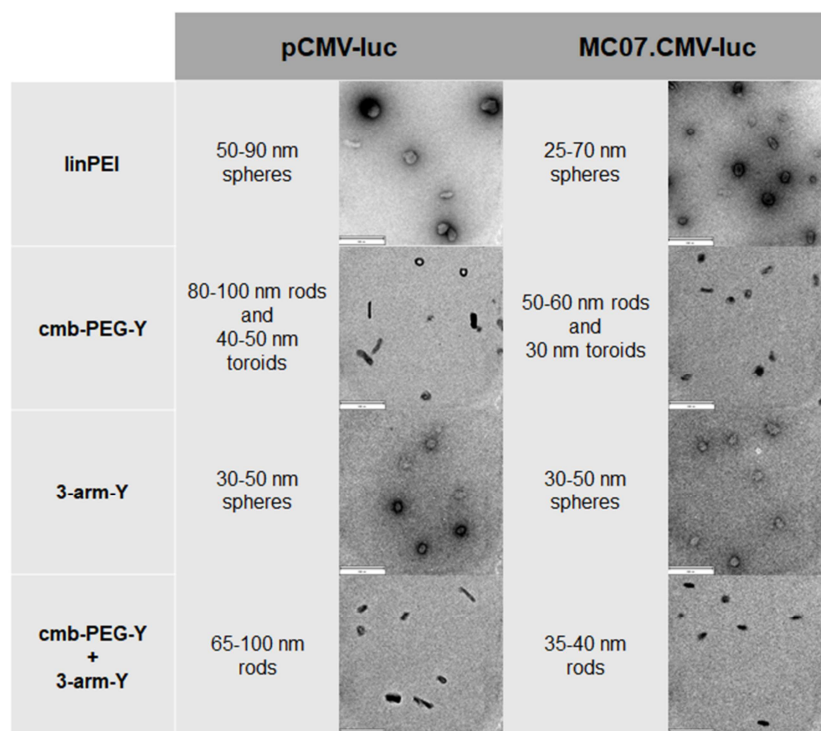 pCMV-luc MC07.CMV-luc
linPEI
50-90 nm
spheres
25-70 nm
spheres
cmb-PEG-Y
80-100 nm rods
and
40-50 nm
toroids
50-60 nm rods
and
30 nm toroids
3-arm-Y
30-50 nm
spheres
30-50 nm
spheres
cmb-PEG-Y
+
3-arm-Y
65-100 nm
rods
35-40 nm
rods